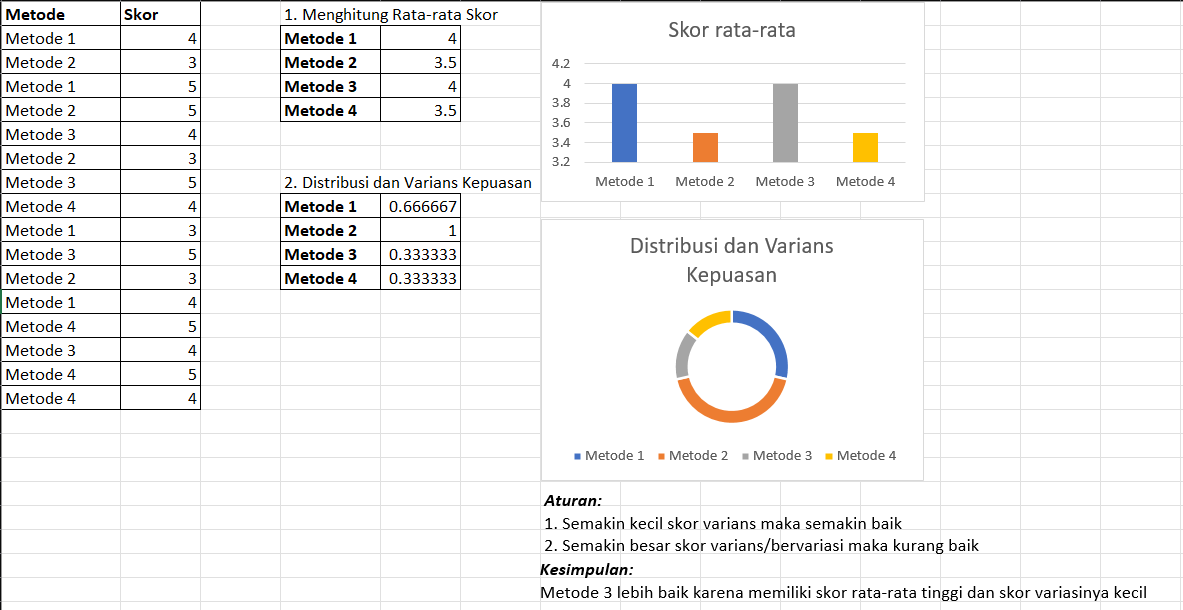 Metode Skor
Metode 1 4
Metode 2 3
Metode 1 5
Metode 2 5
Metode 3 4
Metode 2 3
Metode 3 5
Metode 4 4
Metode 1 3
Metode 3 5
Metode 2 3
Metode 1 4
Metode 4 5
Metode 3 4
Metode 4 5
Metode 4 4
1. Menghitung Rata-rata Skor
Metode 1 4
Metode 2 3.5
Metode 3 4
Metode 4 3.5
2. Distribusi dan Varians Kepuasan
Metode 1 0.666667
Metode 2 1
Metode 3 0.333333
Metode 4 0.333333
Skor rata-rata
4.2
4
3.8
3.6
3.4
3.2
Metode 1 Metode 2 Metode 3 Metode 4
Distribusi dan Varians
Kepuasan
Metode 1 Metode 2 Metode 3 Metode 4
Aturan:
1. Semakin kecil skor varians maka semakin baik
2. Semakin besar skor varians/bervariasi maka kurang baik
Kesimpulan:
Metode 3 lebih baik karena memiliki skor rata-rata tinggi dan skor variasinya kecil